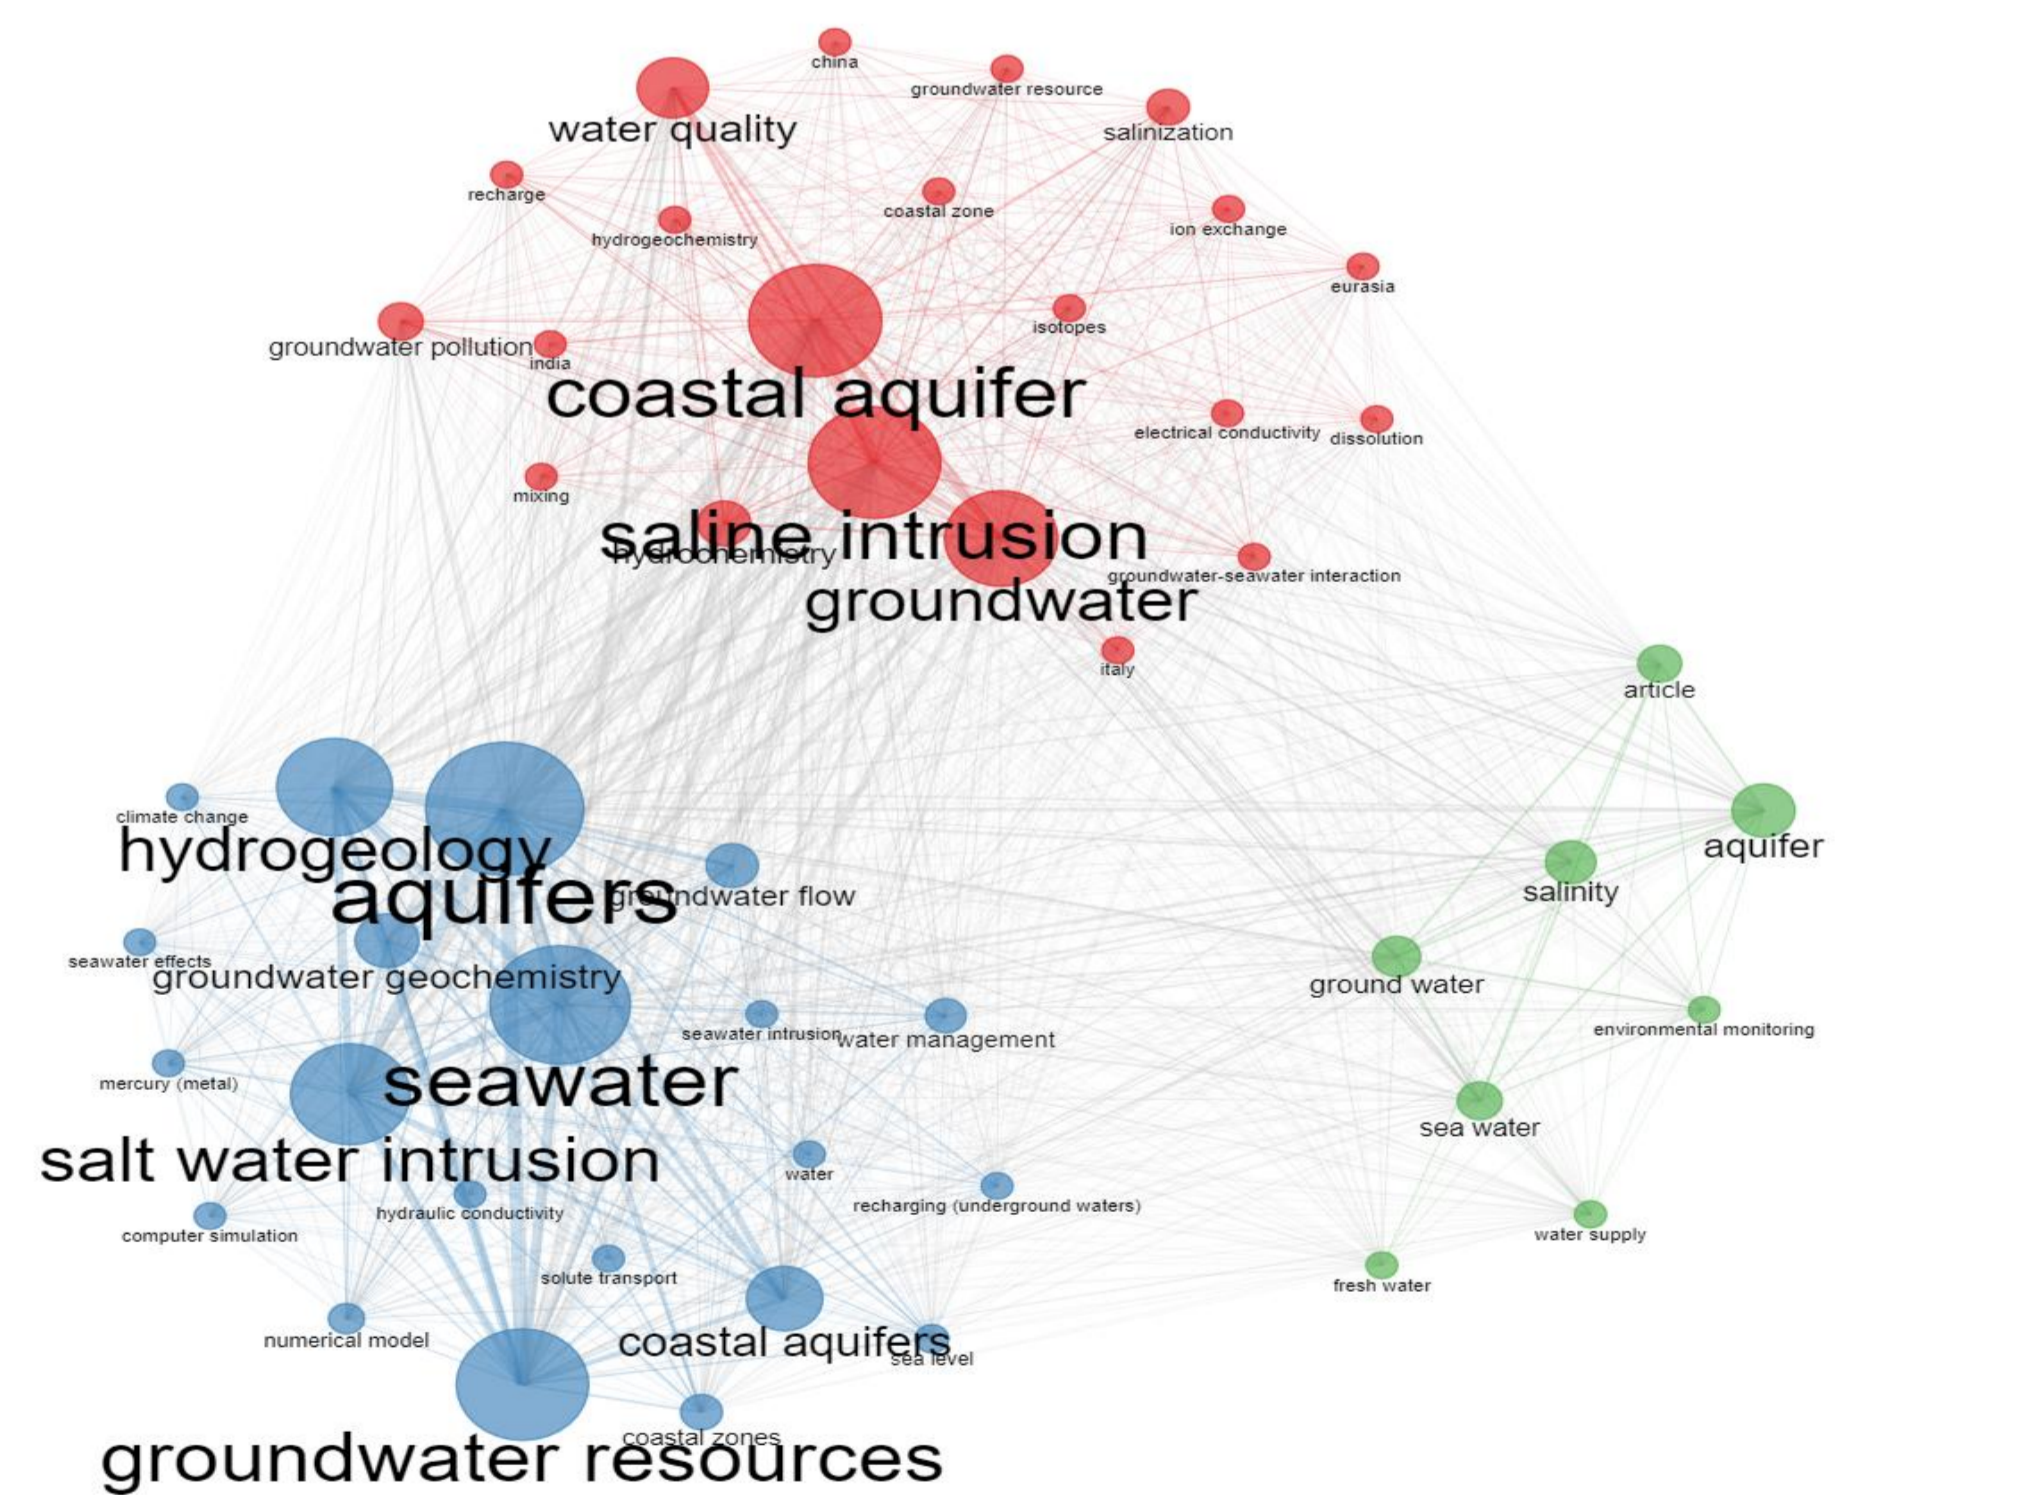 china
groundwater resource
water quality
salinization
recharge
coastal zone
ion exchange
hydrogeochemistry
eurasia
isotopes
groundwater pollution
india
coastal aquifer
electrical conductivity
dissolution
mixing
saline intrusion
hydrochemistry
groundwater-seawater interaction
groundwater
italy
article
climate change
hydrogeology
aquifer
aquifers
groundwater flow
salinity
seawater effects
groundwater geochemistry
ground water
seawater intrusion
water management
environmental monitoring
mercury (metal)
seawater
sea water
salt water intrusion
water
recharging (underground waters)
hydraulic conductivity
computer simulation
water supply
solute transport
fresh water
numerical model
coastal aquifers
sea level
coastal zones
groundwater resources